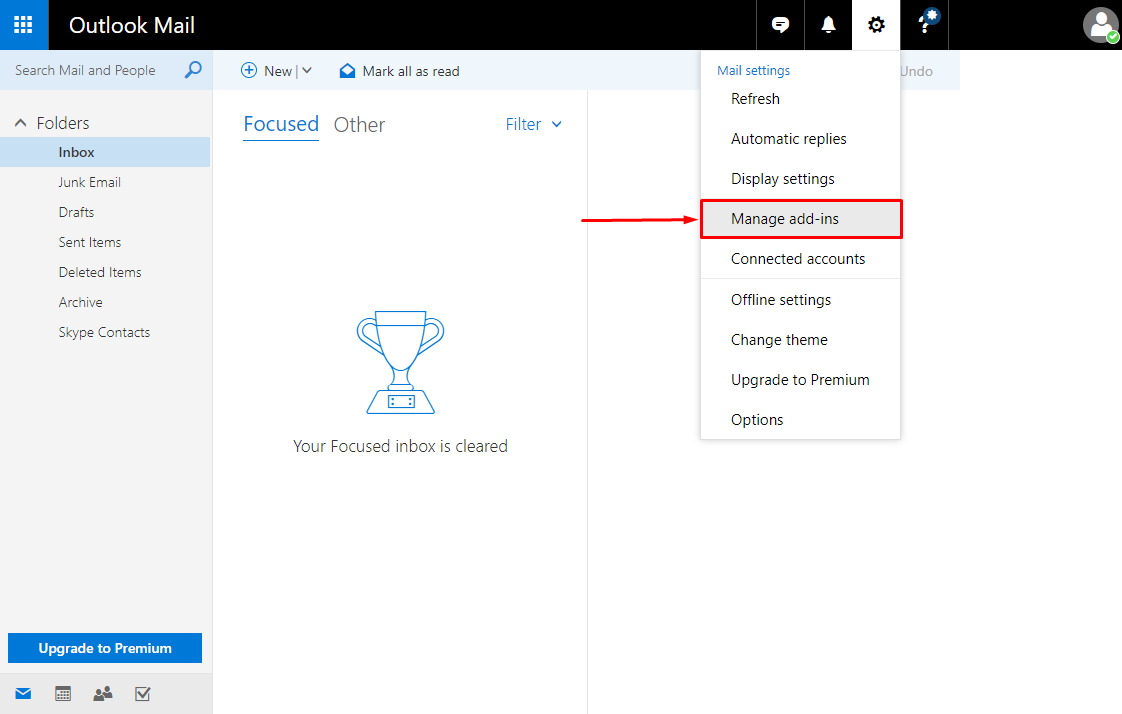 Outlook Mail
?
Search Mail and People
New
Mark all as read
Undo
Folders
Inbox
Junk Email
Drafts
Sent Items
Deleted Items
Archive
Skype Contacts
Upgrade to Premium
Focused Other Filter
Your Focused inbox is cleared
Mail settings
Refresh
Automatic replies
Display settings
Manage add-ins
Connected accounts
Offline settings
Change theme
Upgrade to Premium
Options